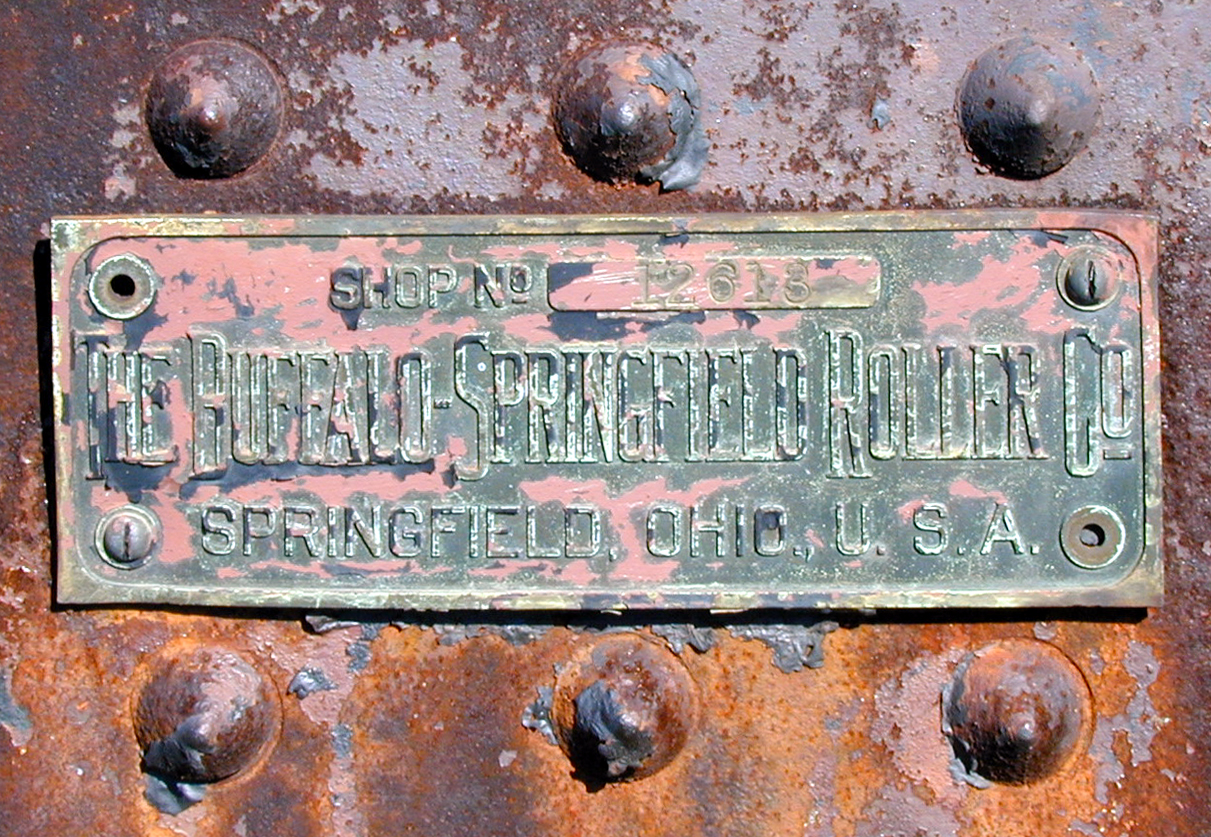 SHOP No 12613
THE BUFFALO-SPRINGFIELD ROLLER Co
SPRINGFIELD, OHIO., U. S. A.